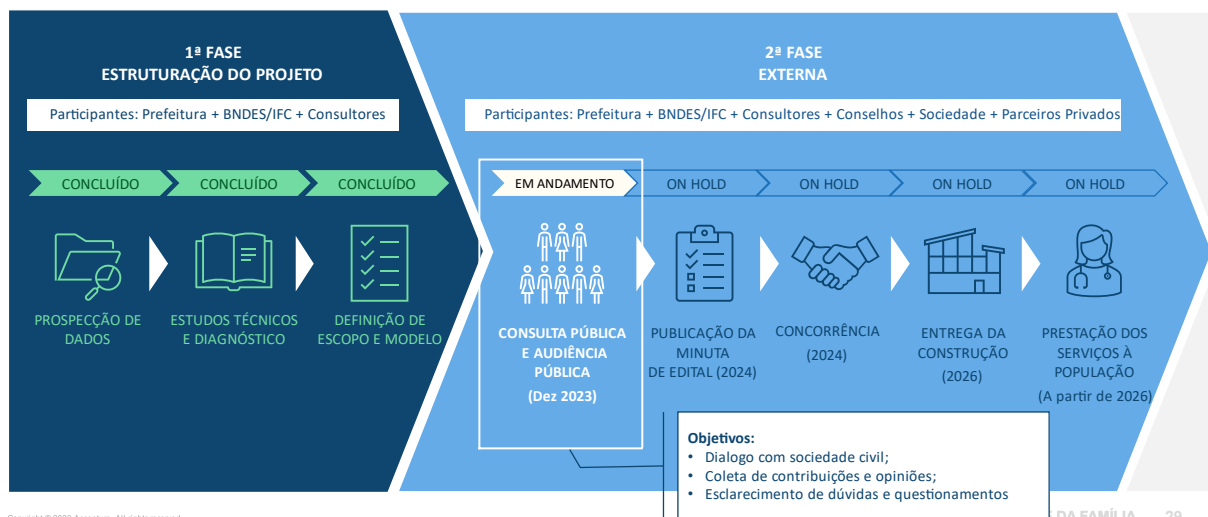 1ª FASE
ESTRUTURAÇÃO DO PROJETO
Participantes: Prefeitura + BNDES/IFC + Consultores
CONCLUÍDO
CONCLUÍDO
CONCLUÍDO
PROSPECÇÃO DE
DADOS
ESTUDOS TÉCNICOS
E DIAGNÓSTICO
DEFINIÇÃO DE
ESCOPO E MODELO
2ª FASE
EXTERNA
Participantes: Prefeitura + BNDES/IFC + Consultores + Conselhos + Sociedade + Parceiros Privados
EM ANDAMENTO
ON HOLD
ON HOLD
ON HOLD
ON HOLD
CONSULTA PÚBLICA
E AUDIÊNCIA
PÚBLICA
(Dez 2023)
PUBLICAÇÃO DA
MINUTA
DE EDITAL (2024)
CONCORRÊNCIA
(2024)
ENTREGA DA
CONSTRUÇÃO
(2026)
PRESTAÇÃO DOS
SERVIÇOS À
POPULAÇÃO
(A partir de 2026)
Objetivos:
• Dialogo com sociedade civil;
• Coleta de contribuições e opiniões;
• Esclarecimento de dúvidas e questionamentos
DA FAMÍLIA 29